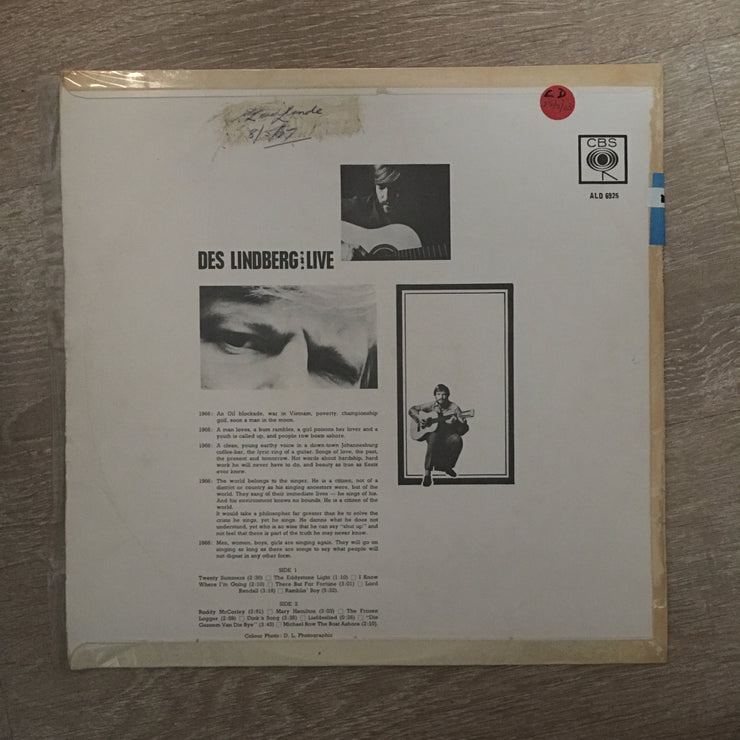 8/5/67
CBS
ALD 6925
DES LINDBERG:LIVE
1966: An Oil blockade, war in Vietnam, poverty, championship
golf, soon a man in the moon.
1966: A man loves, a bum rambles, a girl poisons her lover and a
youth is called up, and people row boats ashore.
1966: A clean, young earthy voice in a down-town Johannesburg
coffee-bar, the lyric ring of a guitar. Songs of love, the past,
the present and tomorrow. Hot words about hardship, hard
work he will never have to do, and beauty as true as Keats
ever knew.
1966: The world belongs to the singer. He is a citizen, not of a
district or country as his singing ancestors were, but of the
world. They sang of their immediate lives — he sings of his.
And his environment knows no bounds. He is a citizen of the
world.
It would take a philosopher far greater than he to solve the
crisis he sings, yet he sings. He damns what he does not
understand, yet who is so wise that he can say "shut up" and
not feel that there is part of the truth he may never know.
1966: Men, women, boys, girls are singing again. They will go on
singing as long as there are songs to say what people will
not digest in any other form.
SIDE 1
Twenty Summers (2:30) □ The Eddystone Light (1:10) □ I Know
Where I'm Going (2:10) □ There But For Fortune (3:01) □ Lord
Rendall (3:16) □ Ramblin' Boy (5:32).
SIDE 2
Roddy McCorley (2:51) □ Mary Hamilton (3:03) □ The Frozen
Logger (2:59) □ Dink's Song (3:35) □ Liefdeslied (0:35) □ "Die
Gezoem Van Die Bye" (3:43) □ Michael Row The Boat Ashore (2:10).
Colour Photo: D. L. Photographic